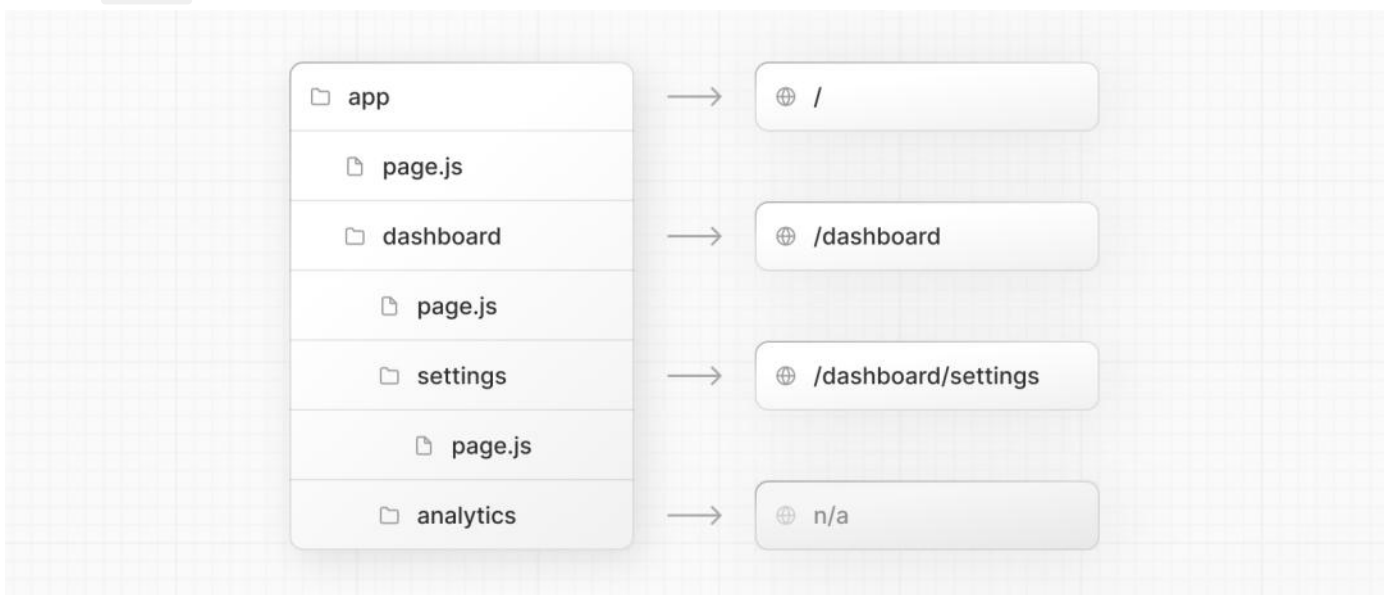 app
/
page.js
dashboard
/dashboard
page.js
settings
/dashboard/settings
page.js
analytics
n/a